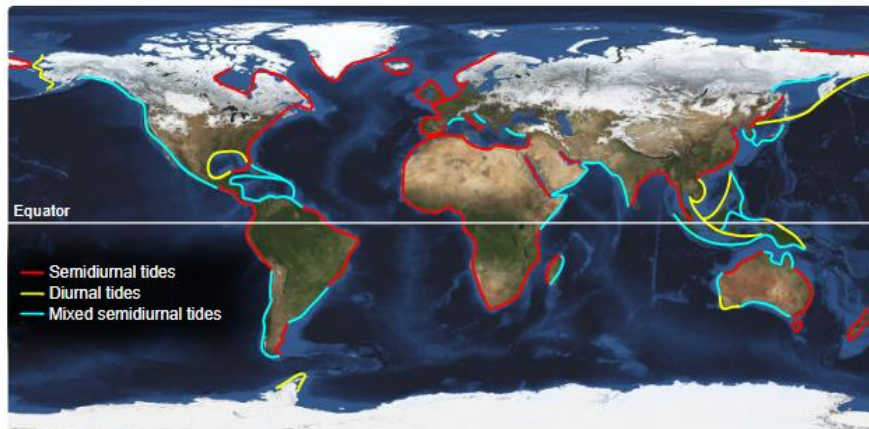 Equator
Semidiurnal tides
Diurnal tides
Mixed semidiurnal tides